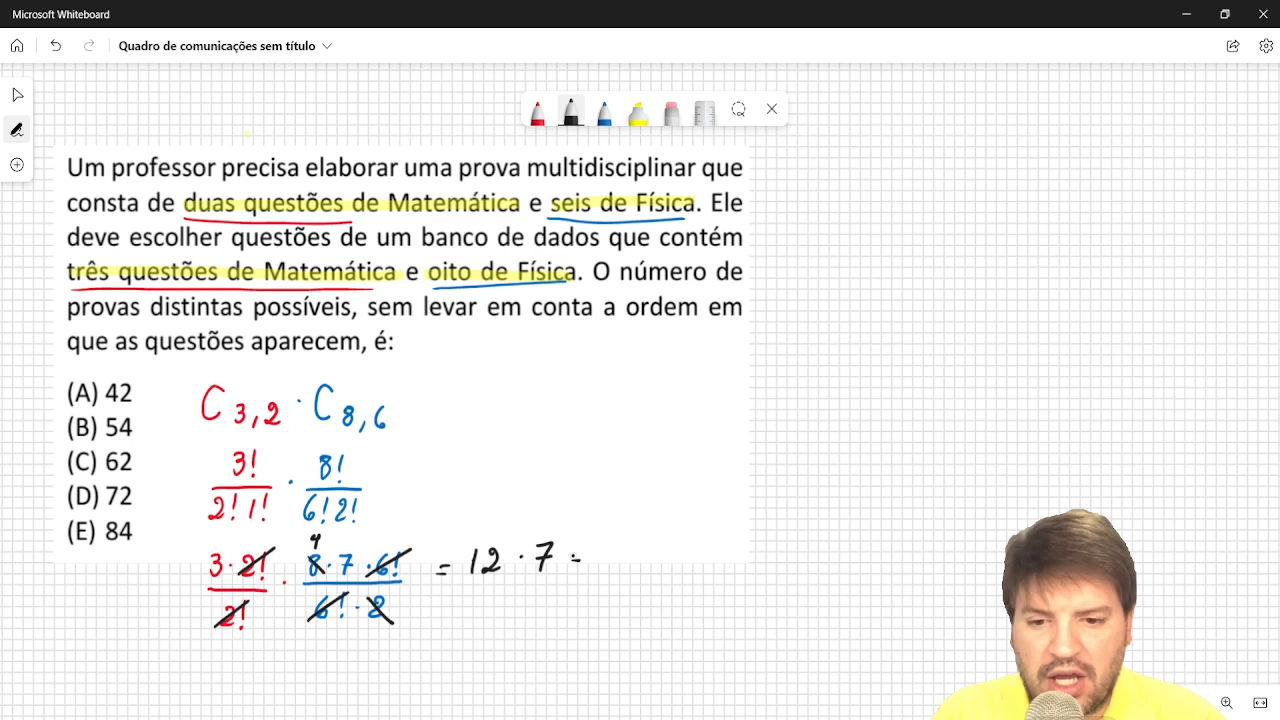 Microsoft Whiteboard
Quadro de comunicações sem título
Um professor precisa elaborar uma prova multidisciplinar que
consta de duas questões de Matemática e seis de Física. Ele
deve escolher questões de um banco de dados que contém
três questões de Matemática e oito de Física. O número de
provas distintas possíveis, sem levar em conta a ordem em
que as questões aparecem, é:
(A) 42
(B) 54
(C) 62
(D) 72
(E) 84
C 3,2 · C 8,6
3! · 8!
2! 1! 6! 2!
4
3 · 2! · 8 · 7 · 6! = 12 · 7 =
2! 6! · 2